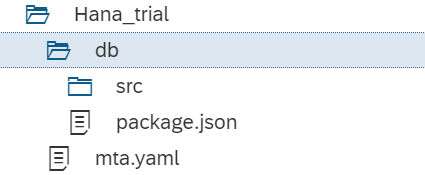 Hana_trial
db
src
package.json
mta.yaml